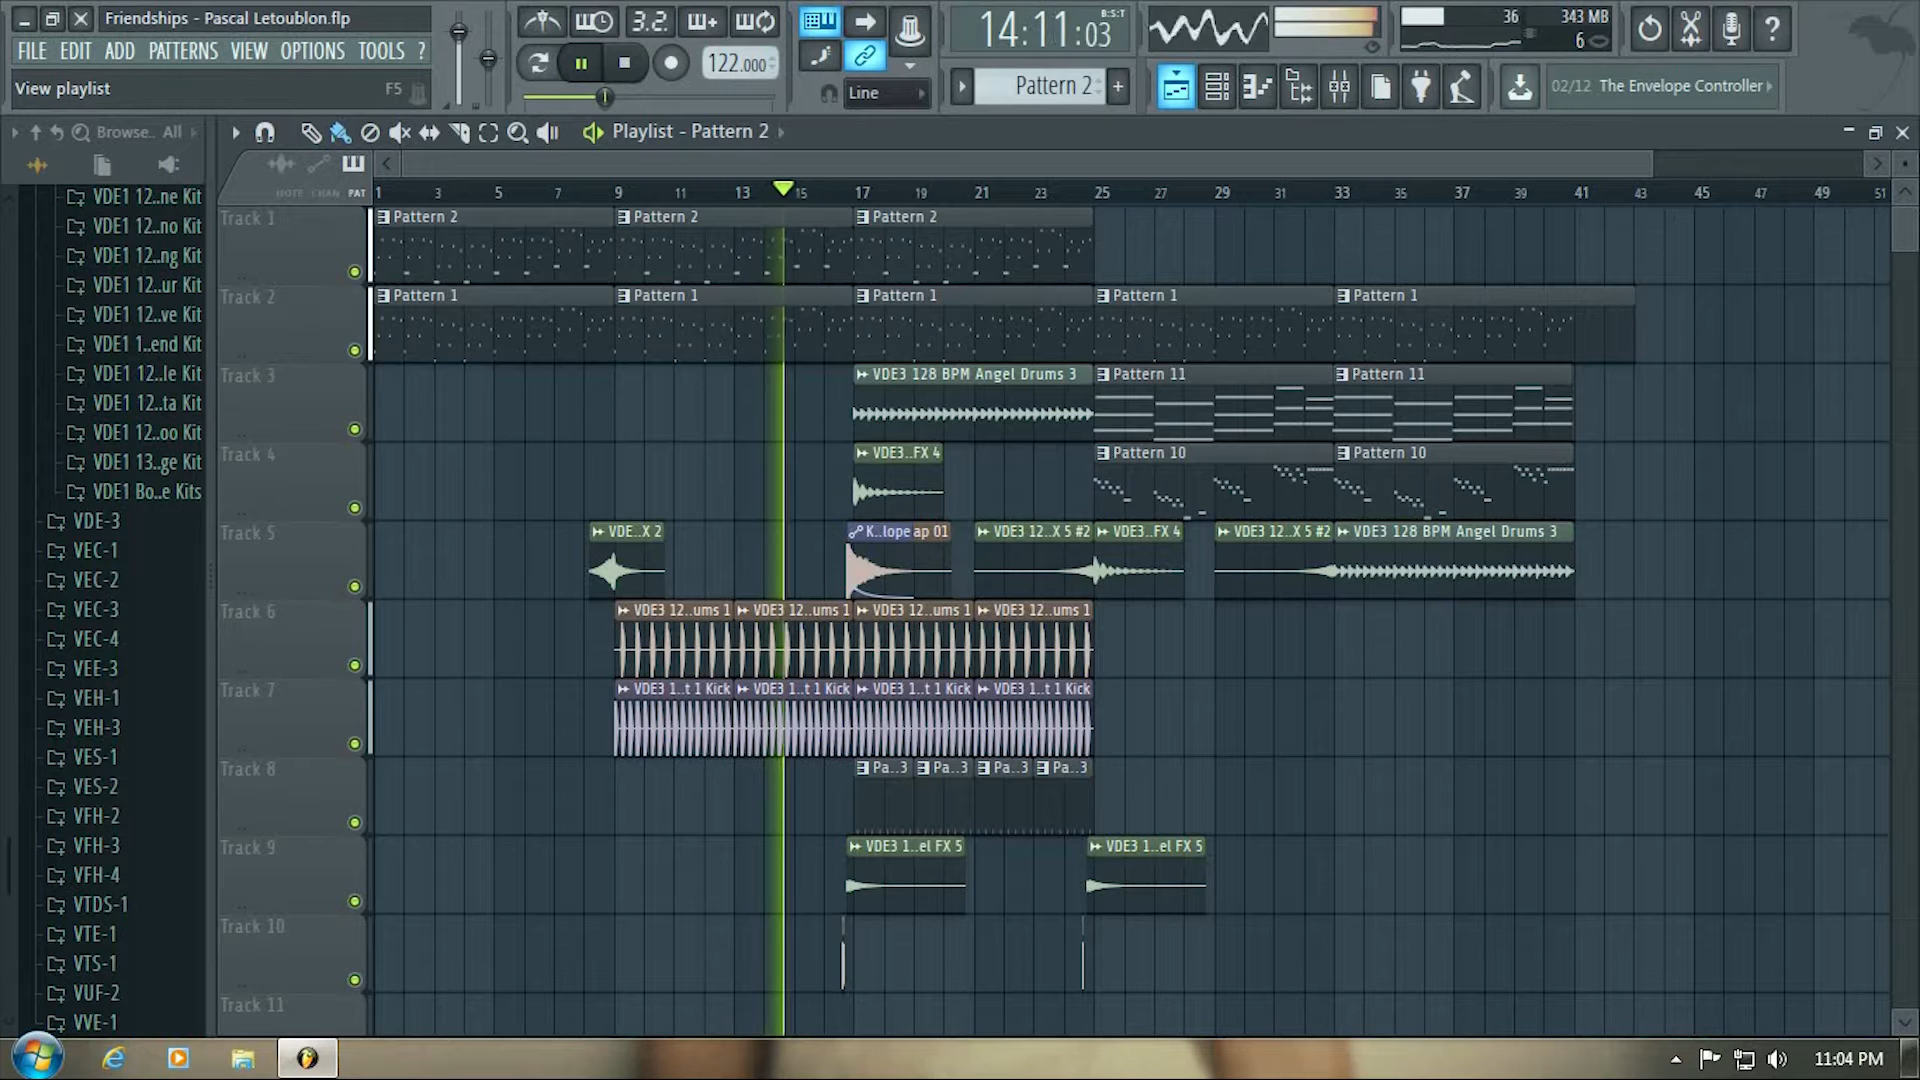 Friendships - Pascal Letoublon.flp
FILE EDIT ADD PATTERNS VIEW OPTIONS TOOLS ?
View playlist F5
3.2.
122.000
Line
14:11:03
B:S:T
Pattern 2
36
343 MB
6
02/12 The Envelope Controller
Browse.. All
Playlist - Pattern 2
NOTE CHAN PAT
1 3 5 7 9 11 13 15 17 19 21 23 25 27 29 31 33 35 37 39 41 43 45 47 49 51
VDE1 12..ne Kit
VDE1 12..no Kit
VDE1 12..ng Kit
VDE1 12..ur Kit
VDE1 12..ve Kit
VDE1 1..end Kit
VDE1 12..le Kit
VDE1 12..ta Kit
VDE1 12..oo Kit
VDE1 13..ge Kit
VDE1 Bo..e Kits
VDE-3
VEC-1
VEC-2
VEC-3
VEC-4
VEE-3
VEH-1
VEH-3
VES-1
VES-2
VFH-2
VFH-3
VFH-4
VTDS-1
VTE-1
VTS-1
VUF-2
VVE-1
Track 1
Pattern 2 Pattern 2 Pattern 2
Track 2
Pattern 1 Pattern 1 Pattern 1 Pattern 1 Pattern 1
Track 3
VDE3 128 BPM Angel Drums 3 Pattern 11 Pattern 11
Track 4
VDE3..FX 4 Pattern 10 Pattern 10
Track 5
VDE..X 2 K..lope ap 01 VDE3 12..X 5 #2 VDE3..FX 4 VDE3 12..X 5 #2 VDE3 128 BPM Angel Drums 3
Track 6
VDE3 12..ums 1 VDE3 12..ums 1 VDE3 12..ums 1 VDE3 12..ums 1
Track 7
VDE3 1..t 1 Kick VDE3 1..t 1 Kick VDE3 1..t 1 Kick VDE3 1..t 1 Kick
Track 8
Pa..3 Pa..3 Pa..3 Pa..3
Track 9
VDE3 1..el FX 5 VDE3 1..el FX 5
Track 10
Track 11
11:04 PM